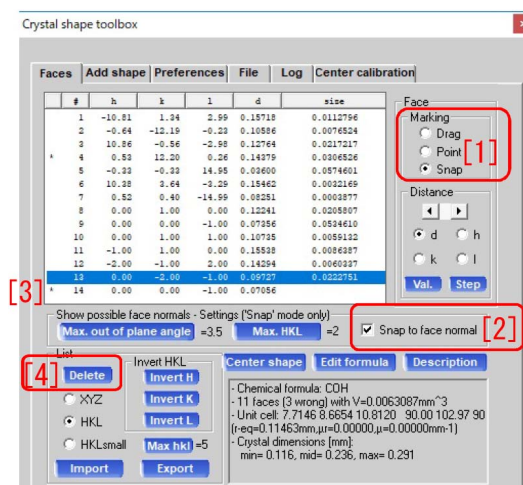 Crystal shape toolbox
Faces Add shape Preferences File Log Center calibration
# h k l d size
1 -10.81 1.34 2.99 0.15718 0.0112796
2 -0.64 -12.19 -0.23 0.10586 0.0076524
3 10.86 -0.56 -2.98 0.12764 0.0217217
* 4 0.53 12.20 0.26 0.14379 0.0306526
5 -0.33 -0.33 14.95 0.03600 0.0574601
6 10.38 3.64 -3.29 0.15462 0.0032169
7 0.52 0.40 -14.99 0.08251 0.0003877
8 0.00 1.00 0.00 0.12241 0.0205807
9 0.00 0.00 -1.00 0.07356 0.0534610
10 0.00 1.00 1.00 0.10735 0.0059132
11 -1.00 1.00 0.00 0.15538 0.0086387
12 -2.00 -1.00 2.00 0.14294 0.0060337
13 0.00 -2.00 -1.00 0.09737 0.0222751
* 14 0.00 0.00 -1.00 0.07056
Face
Marking
Drag
Point
Snap
[1]
Distance
d h
k l
Val. Step
[3]
Show possible face normals - Settings ('Snap' mode only)
Max. out of plane angle =3.5 Max. HKL =2
Snap to face normal [2]
List
[4] Delete
XYZ
HKL
HKLsmall
Import
Invert HKL
Invert H
Invert K
Invert L
Max hkl =5
Export
Center shape Edit formula Description
- Chemical formula: COH
- 11 faces (3 wrong) with V=0.0063087mm^3
- Unit cell: 7.7146 8.6654 10.8120 90.00 102.97 90
(r-eq=0.11463mm,μr=0.00000,μ=0.00000mm-1)
- Crystal dimensions [mm]:
min= 0.116, mid= 0.236, max= 0.291